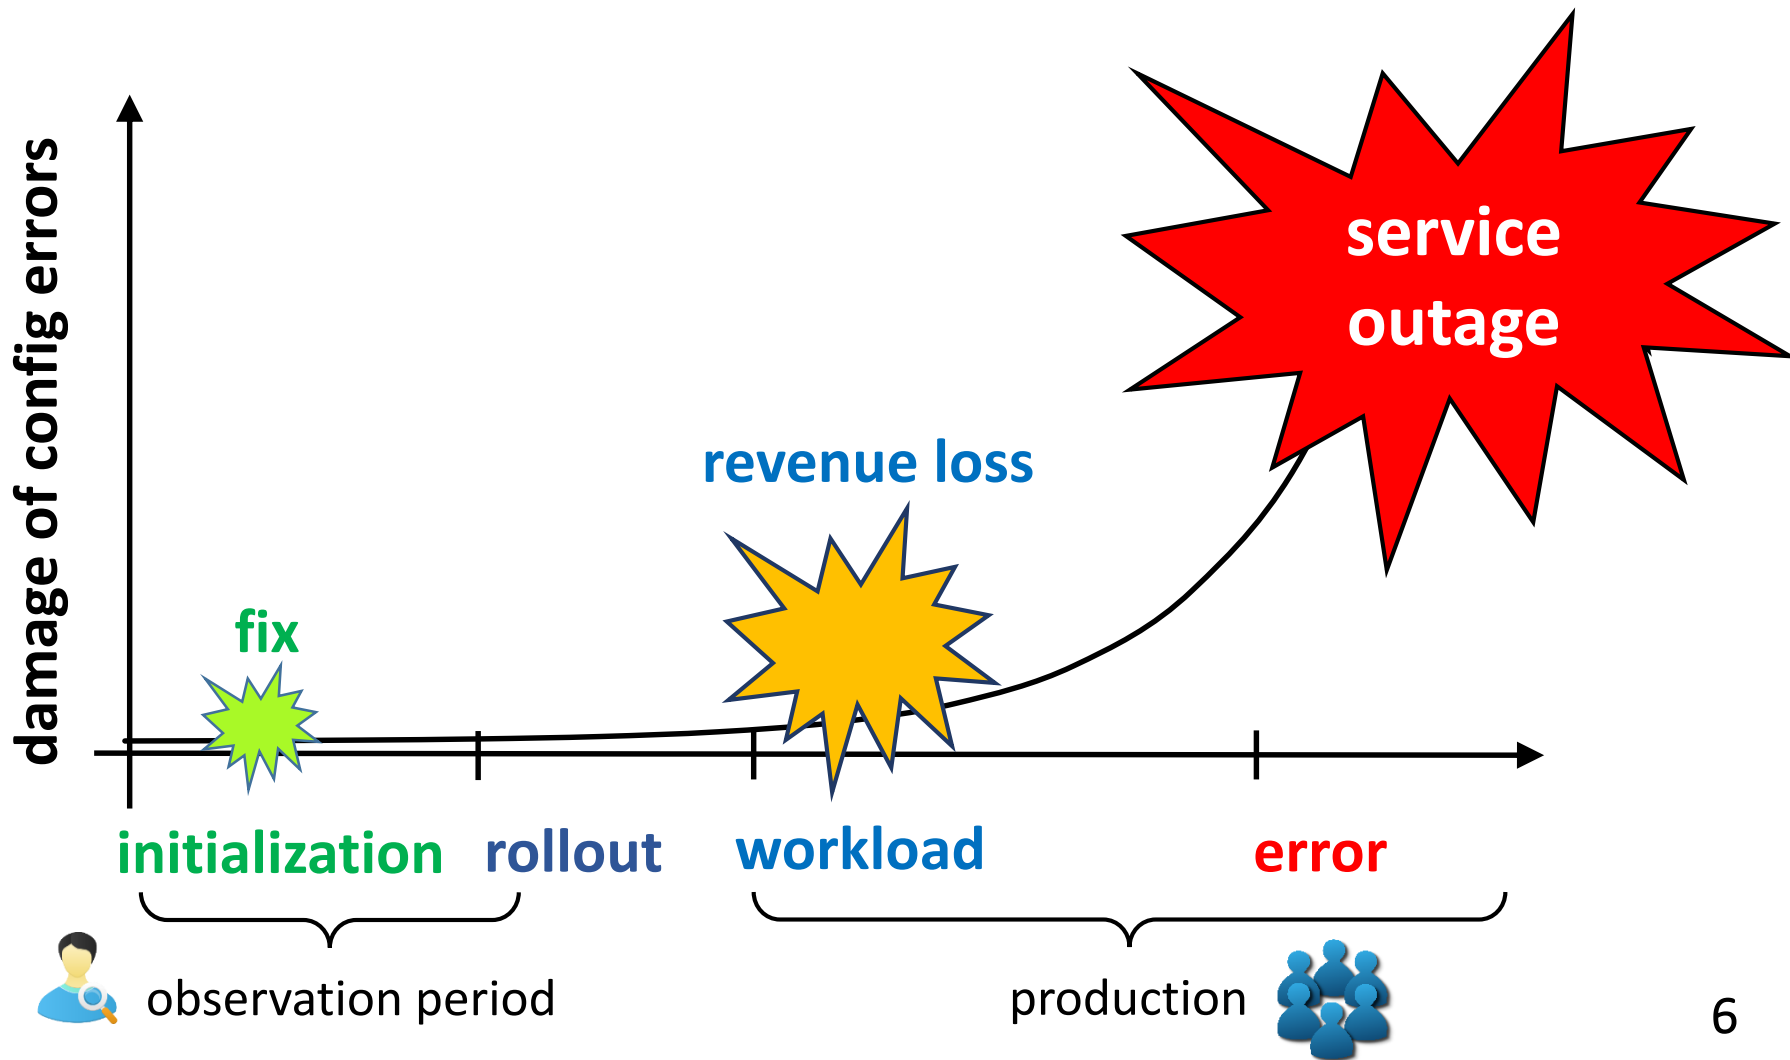 damage of config errors
service
outage
revenue loss
fix
initialization
rollout
workload
error
observation period
production
6